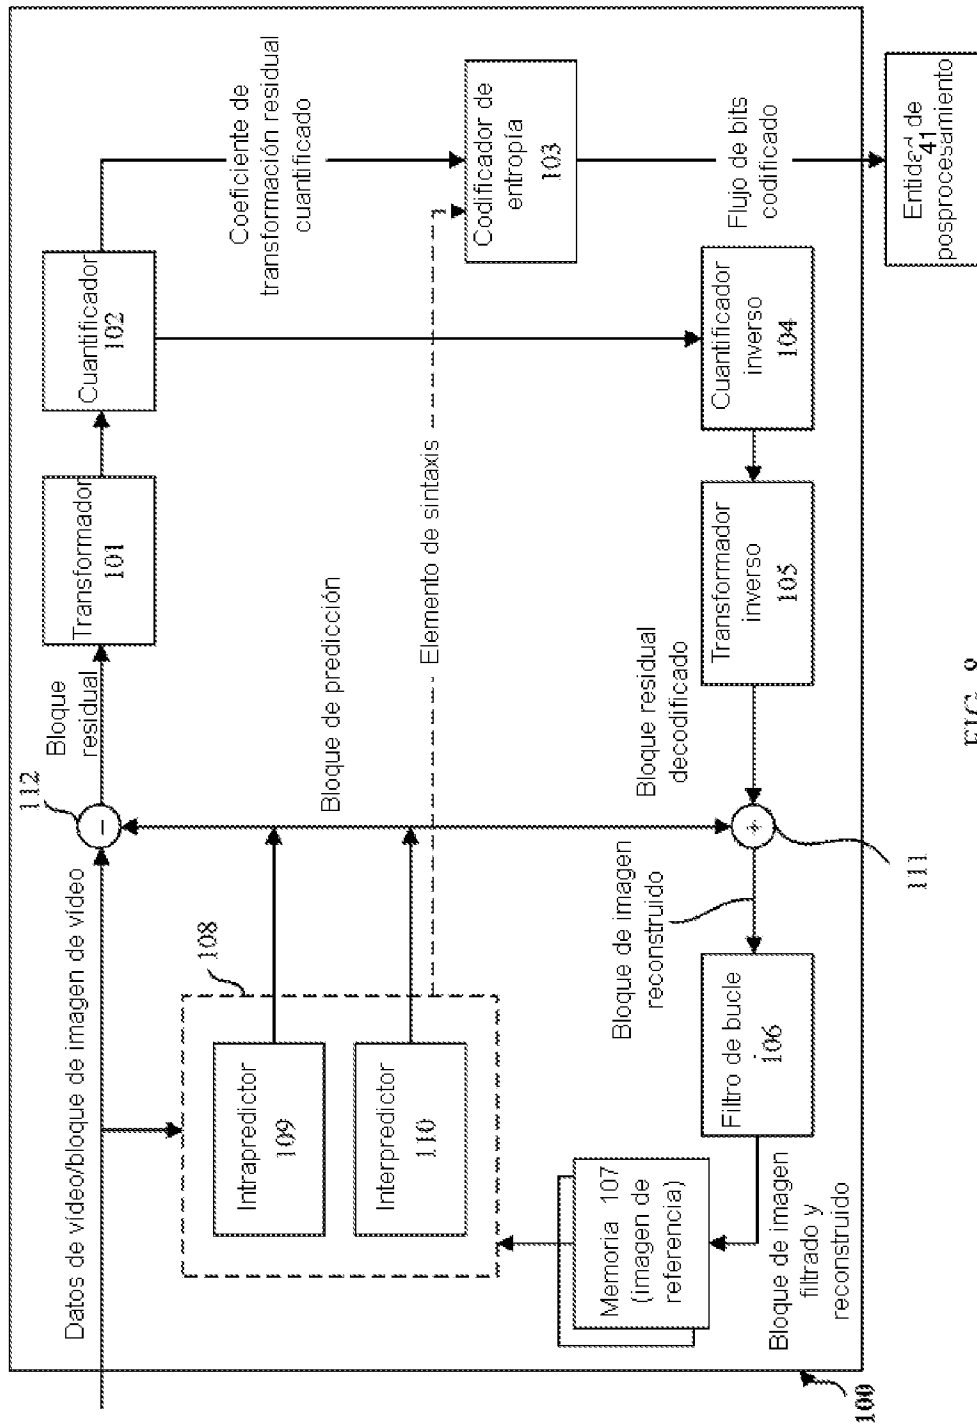 Datos de vídeo/bloque de imagen de vídeo
112
Bloque
residual
Transformador
101
Cuantificador
102
Coeficiente de
transformación residual
cuantificado
108
Intrapredictor
109
Interpredictor
110
Bloque de predicción
Elemento de sintaxis
Codificador de
entropía
103
Flujo de bits
codificado
Entidad de
41
posprocesamiento
Memoria 107
(imagen de
referencia)
Bloque de imagen
filtrado y
reconstruido
Filtro de bucle
106
Bloque de imagen
reconstruido
+
111
Bloque residual
decodificado
Transformador
inverso
105
Cuantificador
inverso
104
100